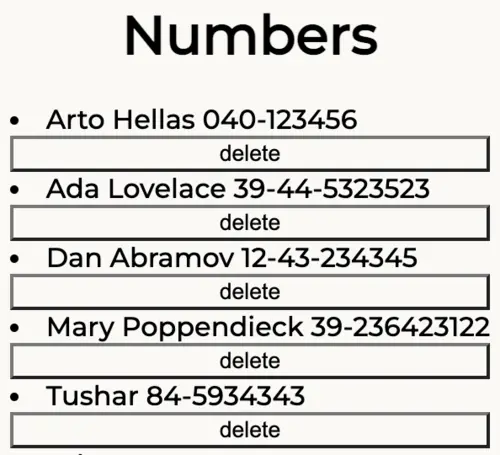 Numbers
• Arto Hellas 040-123456
delete
• Ada Lovelace 39-44-5323523
delete
• Dan Abramov 12-43-234345
delete
• Mary Poppendieck 39-236423122
delete
• Tushar 84-5934343
delete